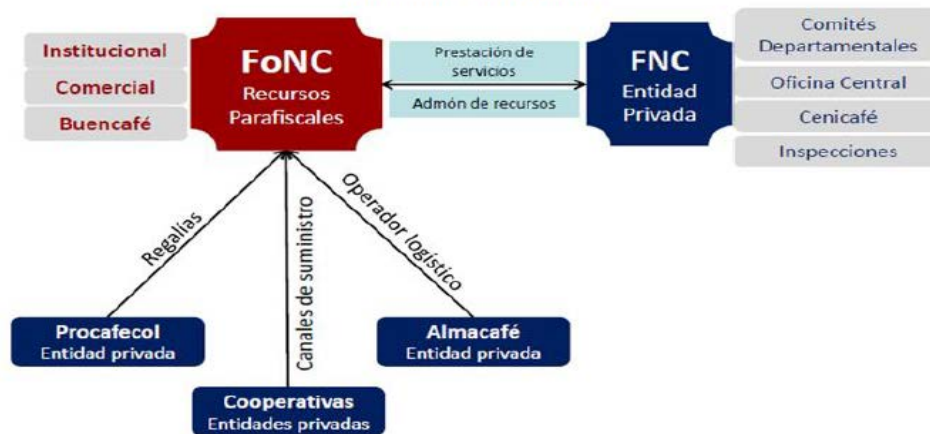 Institucional
Comercial
Buencafé
FoNC
Recursos
Parafiscales
Prestación de
servicios
Admón de recursos
FNC
Entidad
Privada
Comités
Departamentales
Oficina Central
Cenicafé
Inspecciones
Regalías
Canales de suministro
Operador logístico
Procafecol
Entidad privada
Almacafé
Entidad privada
Cooperativas
Entidades privadas